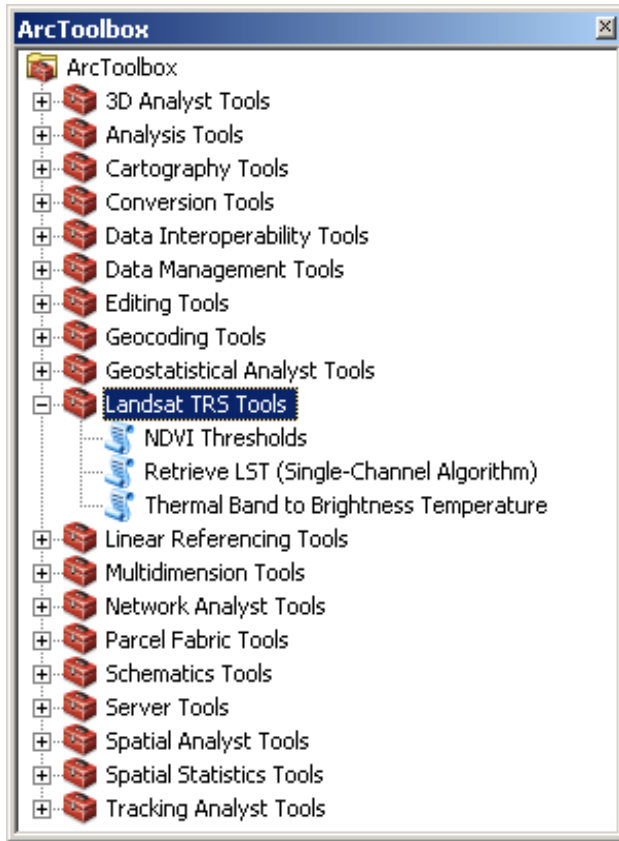 ArcToolbox
ArcToolbox
3D Analyst Tools
Analysis Tools
Cartography Tools
Conversion Tools
Data Interoperability Tools
Data Management Tools
Editing Tools
Geocoding Tools
Geostatistical Analyst Tools
Landsat TRS Tools
NDVI Thresholds
Retrieve LST (Single-Channel Algorithm)
Thermal Band to Brightness Temperature
Linear Referencing Tools
Multidimension Tools
Network Analyst Tools
Parcel Fabric Tools
Schematics Tools
Server Tools
Spatial Analyst Tools
Spatial Statistics Tools
Tracking Analyst Tools